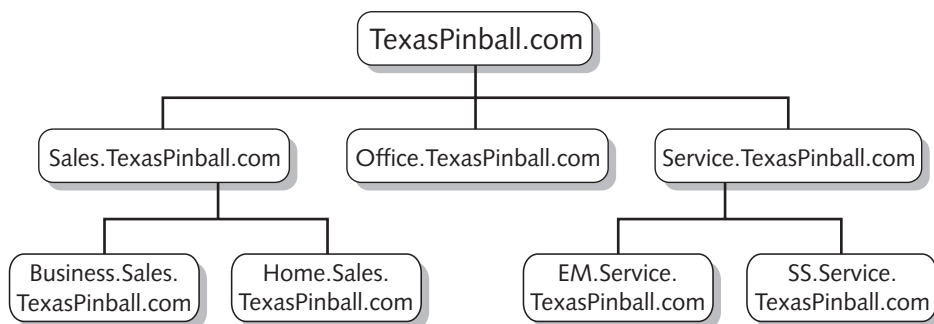 TexasPinball.com
Sales.TexasPinball.com
Office.TexasPinball.com
Service.TexasPinball.com
Business.Sales.
TexasPinball.com
Home.Sales.
TexasPinball.com
EM.Service.
TexasPinball.com
SS.Service.
TexasPinball.com